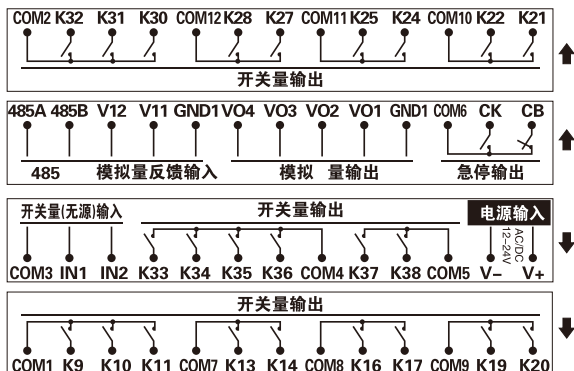 COM2 K32 K31 K30 COM12 K28 K27 COM11 K25 K24 COM10 K22 K21
开关量输出
485A 485B V12 V11 GND1 VO4 VO3 VO2 VO1 GND1 COM6 CK CB
485 模拟量反馈输入 模拟 量输出 急停输出
开关量(无源)输入 开关量输出 电源输入
AC/DC
12-24V
COM3 IN1 IN2 K33 K34 K35 K36 COM4 K37 K38 COM5 V- V+
开关量输出
COM1 K9 K10 K11 COM7 K13 K14 COM8 K16 K17 COM9 K19 K20